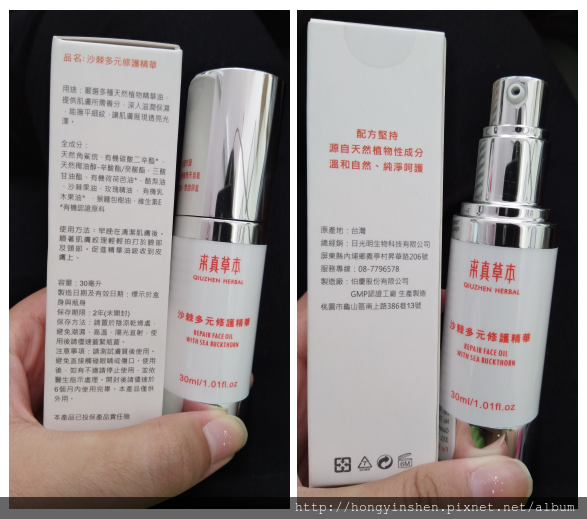 品名: 沙棘多元修護精華
用途: 嚴選多種天然植物精華油
提供肌膚所需養分，深入滋潤保濕
，能撫平細紋，讓肌膚展現透亮光
澤。
全成分:
天然角鯊烷、有機碳酸二辛酯*、
天然椰油醇-辛酸酯/癸酸酯、三酸
甘油酯、有機荷荷芭油*、酪梨油
、沙棘果油、玫瑰精油、有機乳
木果油*、猴麵包樹油、維生素E
*有機認證原料
使用方法: 早晚在清潔肌膚後，
順著肌膚紋理輕輕拍打於臉部
及頸部。促進精華油吸收到皮
膚上。
容量: 30毫升
製造日期及有效日期: 標示於盒
身與瓶身
保存期限: 2年(未開封)
保存方法: 請置於陰涼乾燥處，
避免潮濕、高溫、陽光直射，使
用後請復速蓋緊瓶蓋。
注意事項: 請測試膚質後使用，
避免直接觸碰眼睛或傷口。使用
後，如有不適請停止使用，並依
醫生指示處理。開封後請復速於
6個月內使用完畢。本產品僅供
外用。
本產品已投保產品責任險
釆真草本
QIUZHEN HERBAL
沙棘多元修護精華
REPAIR FACE OIL
WITH SEA BUCKTHORN
30ml/1.01fl.oz
配方堅持
源自天然植物性成分
溫和自然、純淨呵護
原產地: 台灣
總經銷: 日光明生物科技有限公司
屏東縣內埔鄉義亭村昇華路206號
服務專線: 08-7796578
製造廠: 伯慶股份有限公司
GMP認證工廠 生產製造
桃園市龜山區南上路386巷13號
6M
釆真草本
QIUZHEN HERBAL
沙棘多元修護精華
REPAIR FACE OIL
WITH SEA BUCKTHORN
30ml/1.01fl.oz
http://hongyinshen.pixnet.net/album